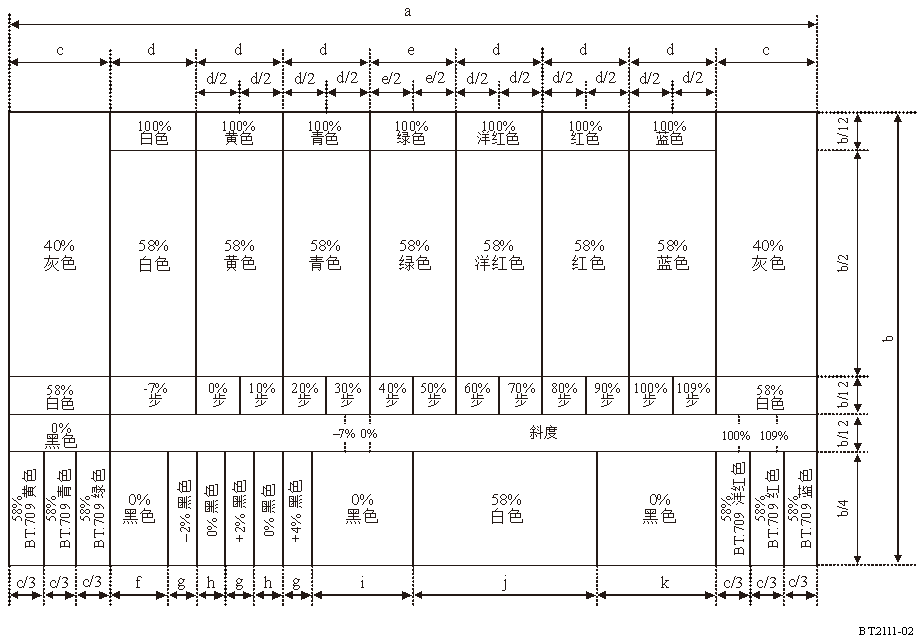 a
c d d d e d d d c
d/2 d/2 d/2 d/2 e/2 e/2 d/2 d/2 d/2 d/2 d/2 d/2
100% 100% 100% 100% 100% 100% 100%
白色 黄色 青色 绿色 洋红色 红色 蓝色
b/12
40% 58% 58% 58% 58% 58% 58% 58% 40%
灰色 白色 黄色 青色 绿色 洋红色 红色 蓝色 灰色
b/2
b
58% -7% 0% 10% 20% 30% 40% 50% 60% 70% 80% 90% 100% 109% 58%
白色 步 步 步 步 步 步 步 步 步 步 步 步 步 白色
b/12
0%
黑色
–7% 0% 斜度 100% 109%
b/12
58%
BT.709 黄色
58%
BT.709 青色
58%
BT.709 绿色
0%
黑色
–2% 黑色
0% 黑色
+2% 黑色
0% 黑色
+4% 黑色
0%
黑色
58%
白色
0%
黑色
58%
BT.709 洋红色
58%
BT.709 红色
58%
BT.709 蓝色
b/4
c/3 c/3 c/3 f g h g h g i j k c/3 c/3 c/3
BT.2111-02